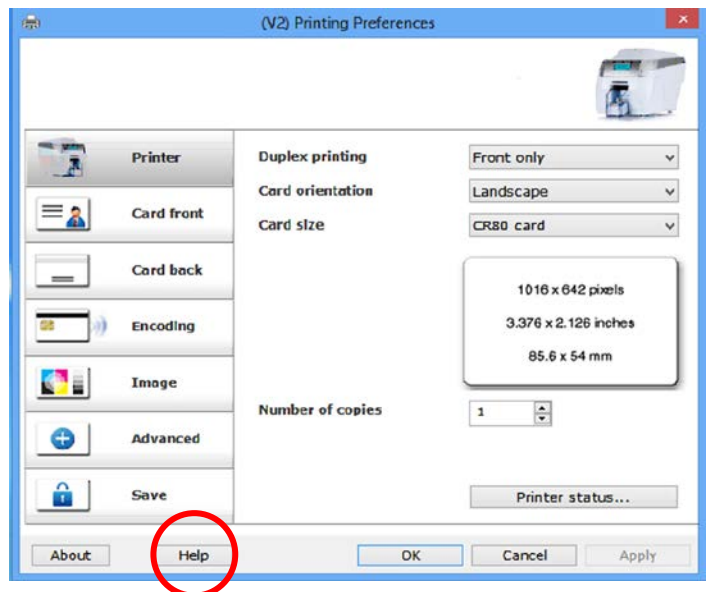 (V2) Printing Preferences
Printer
Duplex printing
Front only
Card orientation
Landscape
Card front
Card size
CR80 card
Card back
1016 x 642 pixels
3.376 x 2.126 inches
85.6 x 54 mm
Encoding
Image
Number of copies
1
Advanced
Save
Printer status...
About
Help
OK
Cancel
Apply